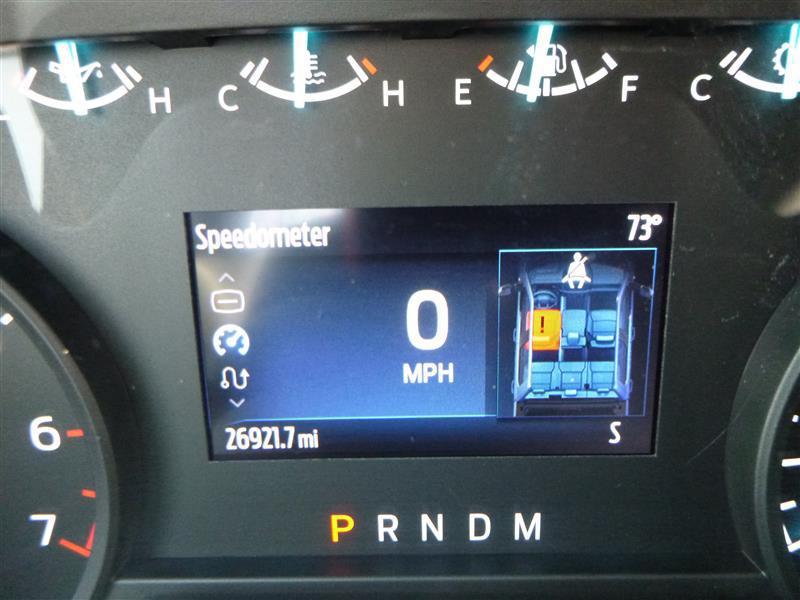 H C H E F C
Speedometer 73°
0
MPH
!
26921.7 mi S
6
7
P R N D M